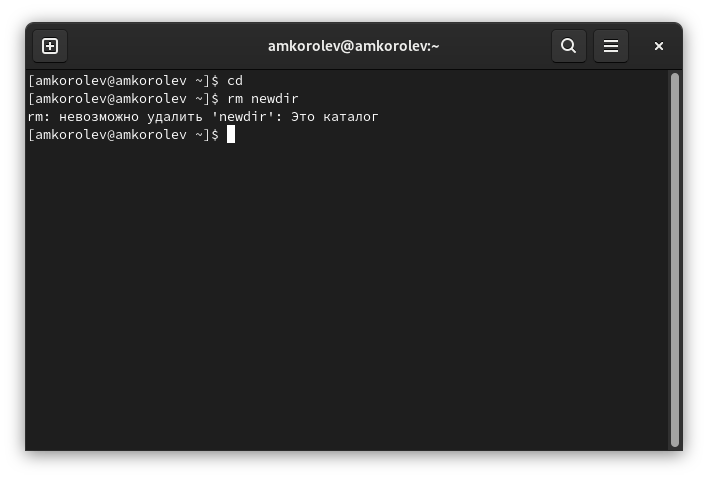 amkorolev@amkorolev:~
[amkorolev@amkorolev ~]$ cd
[amkorolev@amkorolev ~]$ rm newdir
rm: невозможно удалить 'newdir': Это каталог
[amkorolev@amkorolev ~]$